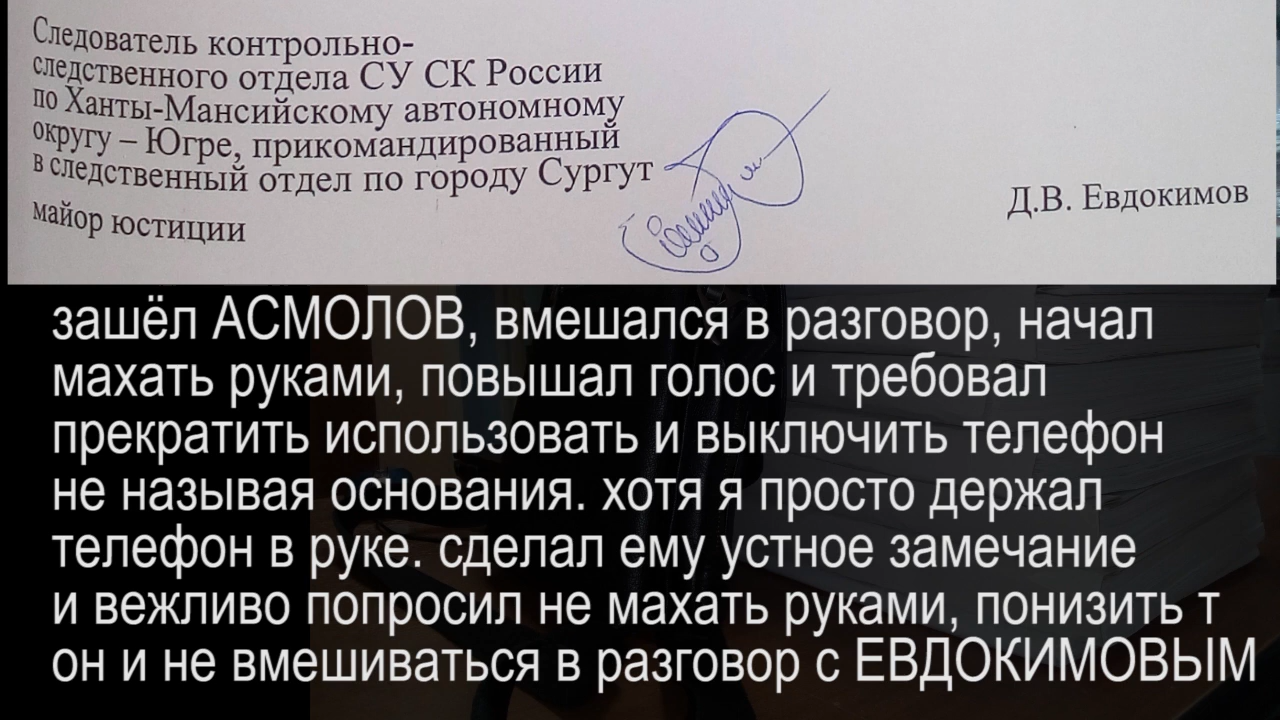 Следователь контрольно-
следственного отдела СУ СК России
по Ханты-Мансийскому автономному
округу – Югре, прикомандированный
в следственный отдел по городу Сургут
майор юстиции
Д.В. Евдокимов
зашёл АСМОЛОВ, вмешался в разговор, начал
махать руками, повышал голос и требовал
прекратить использовать и выключить телефон
не называя основания. хотя я просто держал
телефон в руке. сделал ему устное замечание
и вежливо попросил не махать руками, понизить т
он и не вмешиваться в разговор с ЕВДОКИМОВЫМ